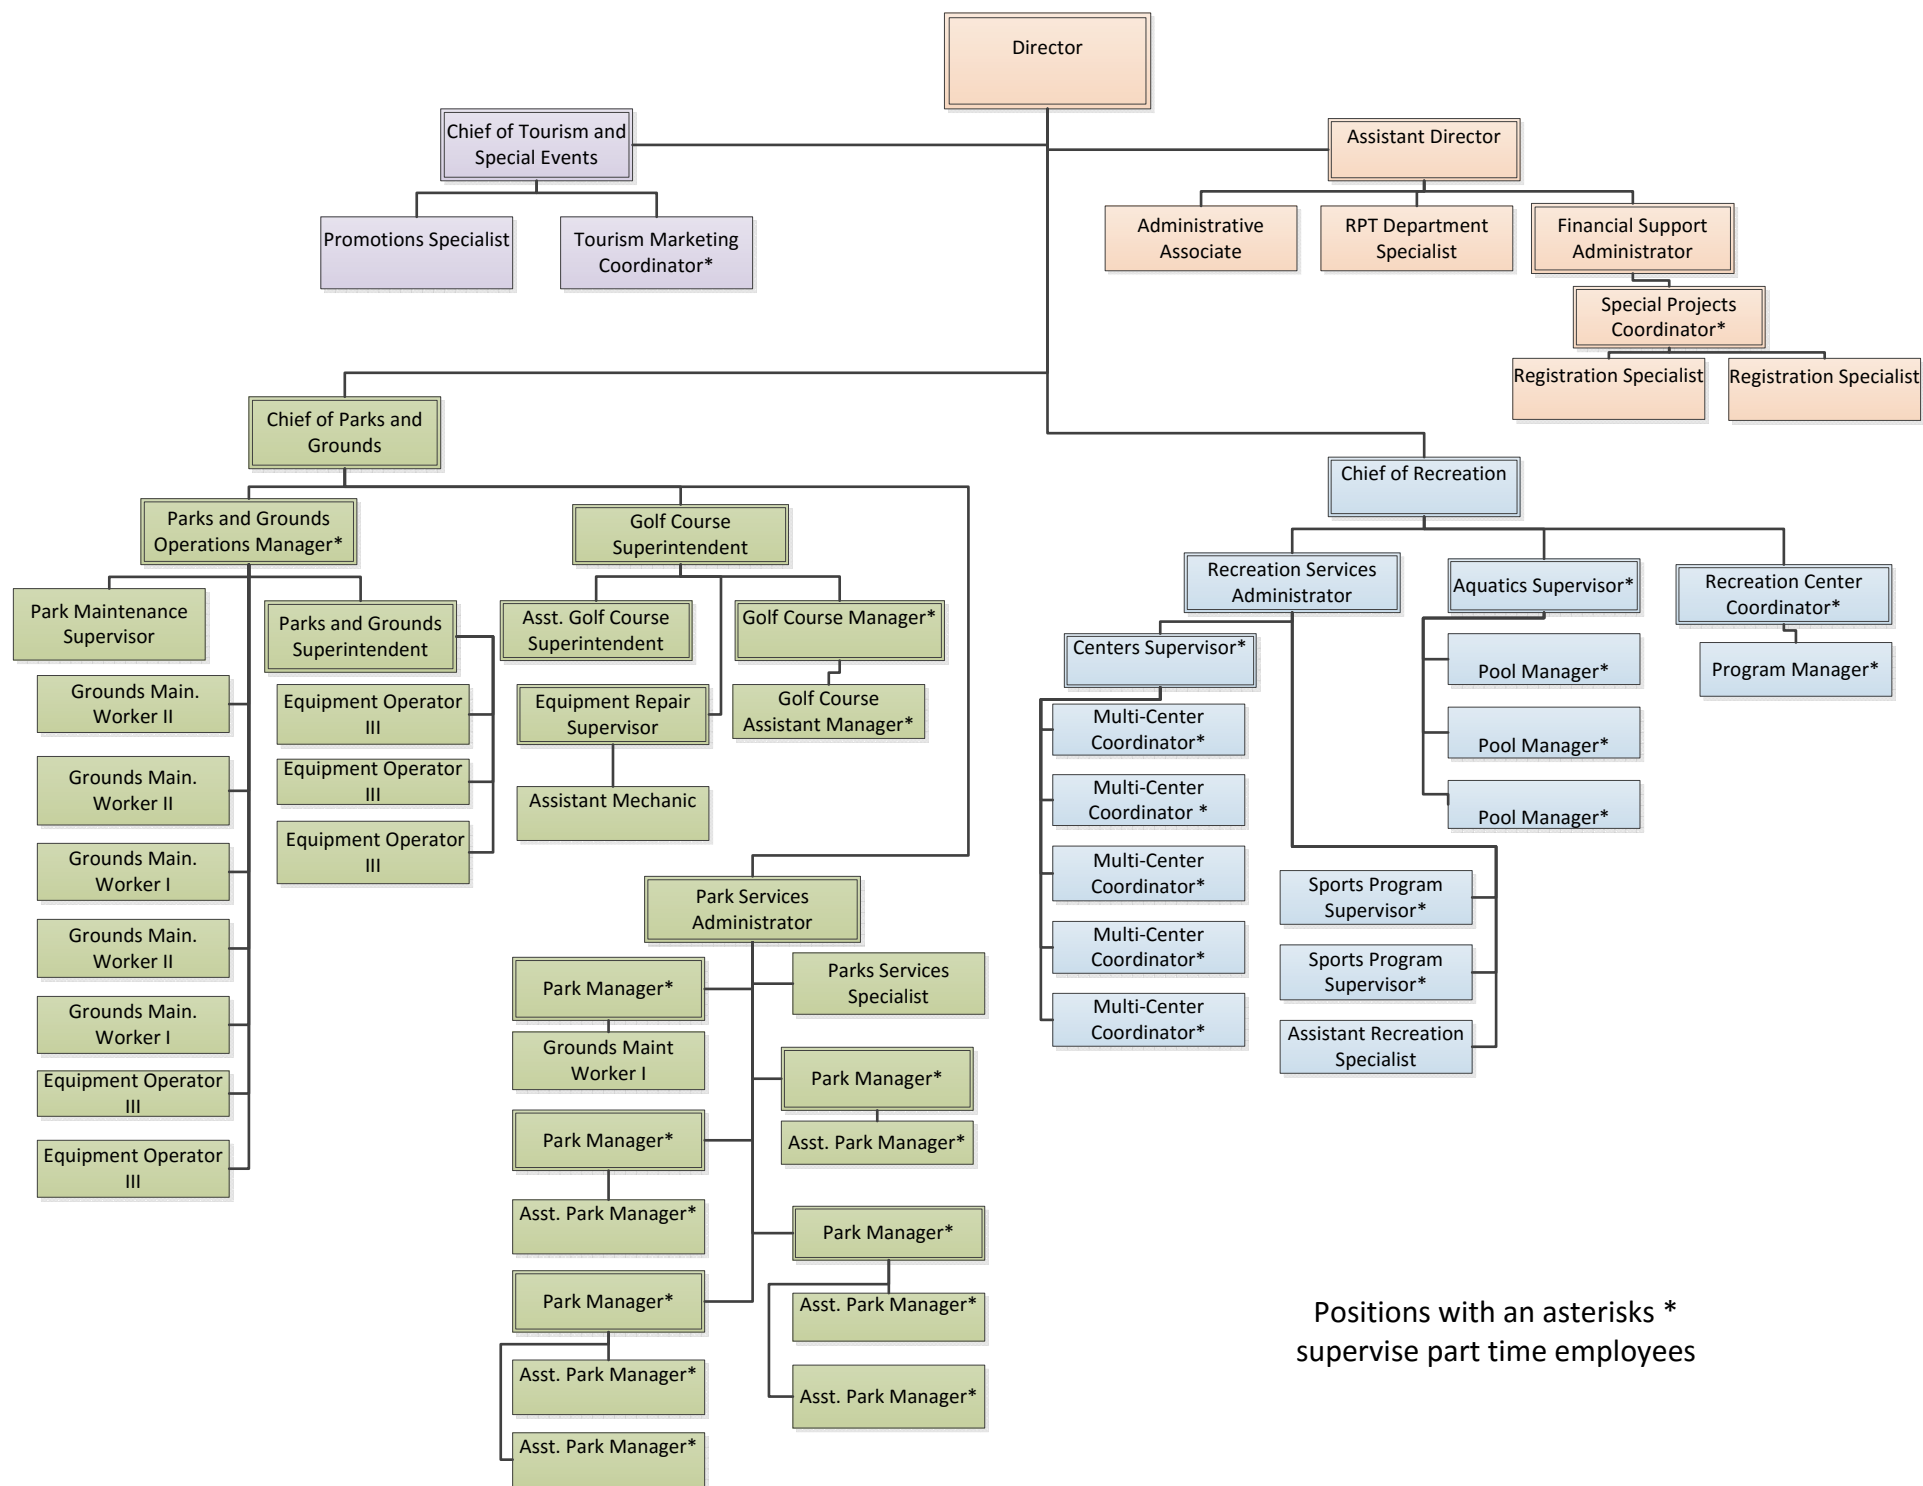 Director
Chief of Tourism and
Special Events
Assistant Director
Promotions Specialist
Tourism Marketing
Coordinator*
Administrative
Associate
RPT Department
Specialist
Financial Support
Administrator
Special Projects
Coordinator*
Registration Specialist
Registration Specialist
Chief of Parks and
Grounds
Parks and Grounds
Operations Manager*
Park Maintenance
Supervisor
Grounds Main.
Worker II
Grounds Main.
Worker II
Grounds Main.
Worker I
Grounds Main.
Worker II
Grounds Main.
Worker I
Equipment Operator
III
Equipment Operator
III
Parks and Grounds
Superintendent
Equipment Operator
III
Equipment Operator
III
Equipment Operator
III
Golf Course
Superintendent
Asst. Golf Course
Superintendent
Equipment Repair
Supervisor
Assistant Mechanic
Golf Course Manager*
Golf Course
Assistant Manager*
Park Services
Administrator
Park Manager*
Grounds Maint
Worker I
Park Manager*
Asst. Park Manager*
Park Manager*
Asst. Park Manager*
Asst. Park Manager*
Parks Services
Specialist
Park Manager*
Asst. Park Manager*
Park Manager*
Asst. Park Manager*
Asst. Park Manager*
Chief of Recreation
Recreation Services
Administrator
Centers Supervisor*
Multi-Center
Coordinator*
Multi-Center
Coordinator *
Multi-Center
Coordinator*
Multi-Center
Coordinator*
Multi-Center
Coordinator*
Sports Program
Supervisor*
Sports Program
Supervisor*
Assistant Recreation
Specialist
Aquatics Supervisor*
Pool Manager*
Pool Manager*
Pool Manager*
Recreation Center
Coordinator*
Program Manager*
Positions with an asterisks *
supervise part time employees